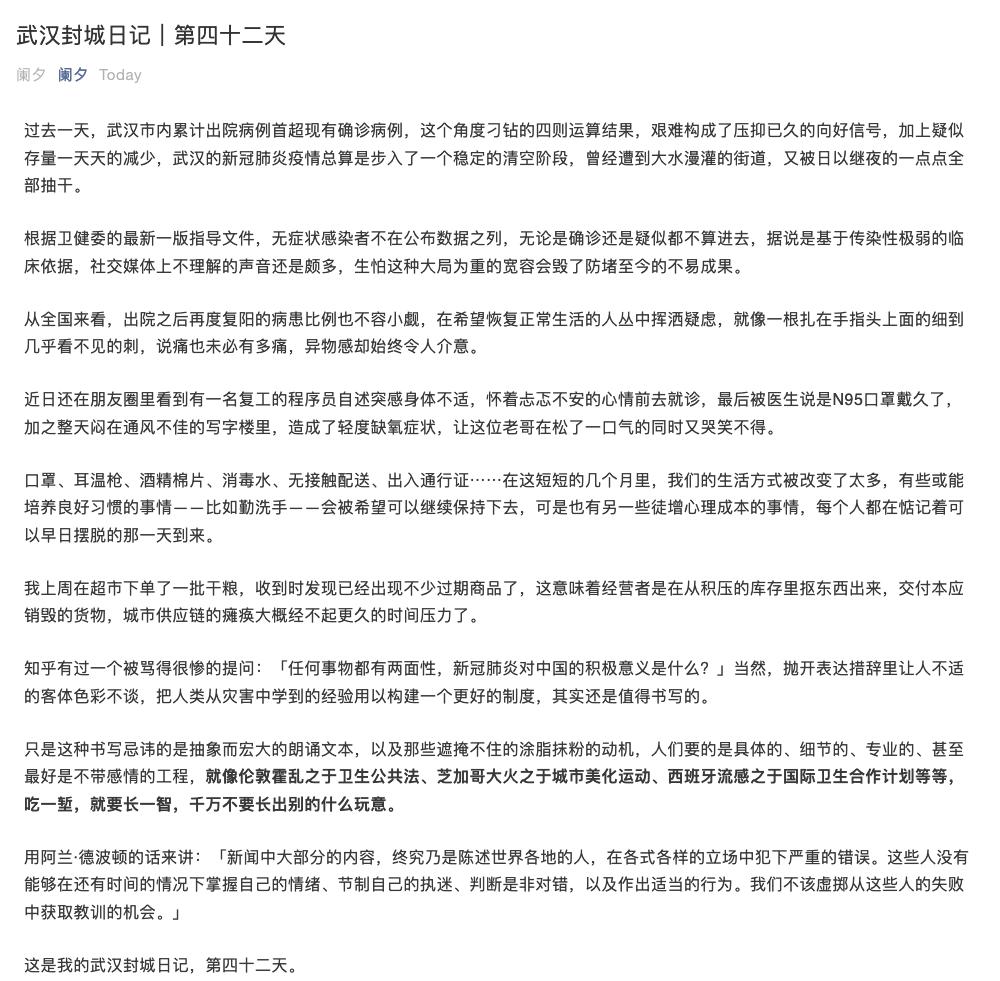 武汉封城日记｜第四十二天
阑夕 阑夕 Today
过去一天，武汉市内累计出院病例首超现有确诊病例，这个角度刁钻的四则运算结果，艰难构成了压抑已久的向好信号，加上疑似
存量一天天的减少，武汉的新冠肺炎疫情总算是步入了一个稳定的清空阶段，曾经遭到大水漫灌的街道，又被日以继夜的一点点全
部抽干。
根据卫健委的最新一版指导文件，无症状感染者不在公布数据之列，无论是确诊还是疑似都不算进去，据说是基于传染性极弱的临
床依据，社交媒体上不理解的声音还是颇多，生怕这种大局为重的宽容会毁了防堵至今的不易成果。
从全国来看，出院之后再度复阳的病患比例也不容小觑，在希望恢复正常生活的人丛中挥洒疑虑，就像一根扎在手指头上面的细到
几乎看不见的刺，说痛也未必有多痛，异物感却始终令人介意。
近日还在朋友圈里看到有一名复工的程序员自述突感身体不适，怀着忐忑不安的心情前去就诊，最后被医生说是N95口罩戴久了，
加之整天闷在通风不佳的写字楼里，造成了轻度缺氧症状，让这位老哥在松了一口气的同时又哭笑不得。
口罩、耳温枪、酒精棉片、消毒水、无接触配送、出入通行证⋯⋯在这短短的几个月里，我们的生活方式被改变了太多，有些或能
培养良好习惯的事情——比如勤洗手——会被希望可以继续保持下去，可是也有另一些徒增心理成本的事情，每个人都在惦记着可
以早日摆脱的那一天到来。
我上周在超市下单了一批干粮，收到时发现已经出现不少过期商品了，这意味着经营者是在从积压的库存里抠东西出来，交付本应
销毁的货物，城市供应链的瘫痪大概经不起更久的时间压力了。
知乎有过一个被骂得很惨的提问：「任何事物都有两面性，新冠肺炎对中国的积极意义是什么？」当然，抛开表达措辞里让人不适
的客体色彩不谈，把人类从灾害中学到的经验用以构建一个更好的制度，其实还是值得书写的。
只是这种书写忌讳的是抽象而宏大的朗诵文本，以及那些遮掩不住的涂脂抹粉的动机，人们要的是具体的、细节的、专业的、甚至
最好是不带感情的工程，就像伦敦霍乱之于卫生公共法、芝加哥大火之于城市美化运动、西班牙流感之于国际卫生合作计划等等，
吃一堑，就要长一智，千万不要长出别的什么玩意。
用阿兰·德波顿的话来讲：「新闻中大部分的内容，终究乃是陈述世界各地的人，在各式各样的立场中犯下严重的错误。这些人没有
能够在还有时间的情况下掌握自己的情绪、节制自己的执迷、判断是非对错，以及作出适当的行为。我们不该虚掷从这些人的失败
中获取教训的机会。」
这是我的武汉封城日记，第四十二天。